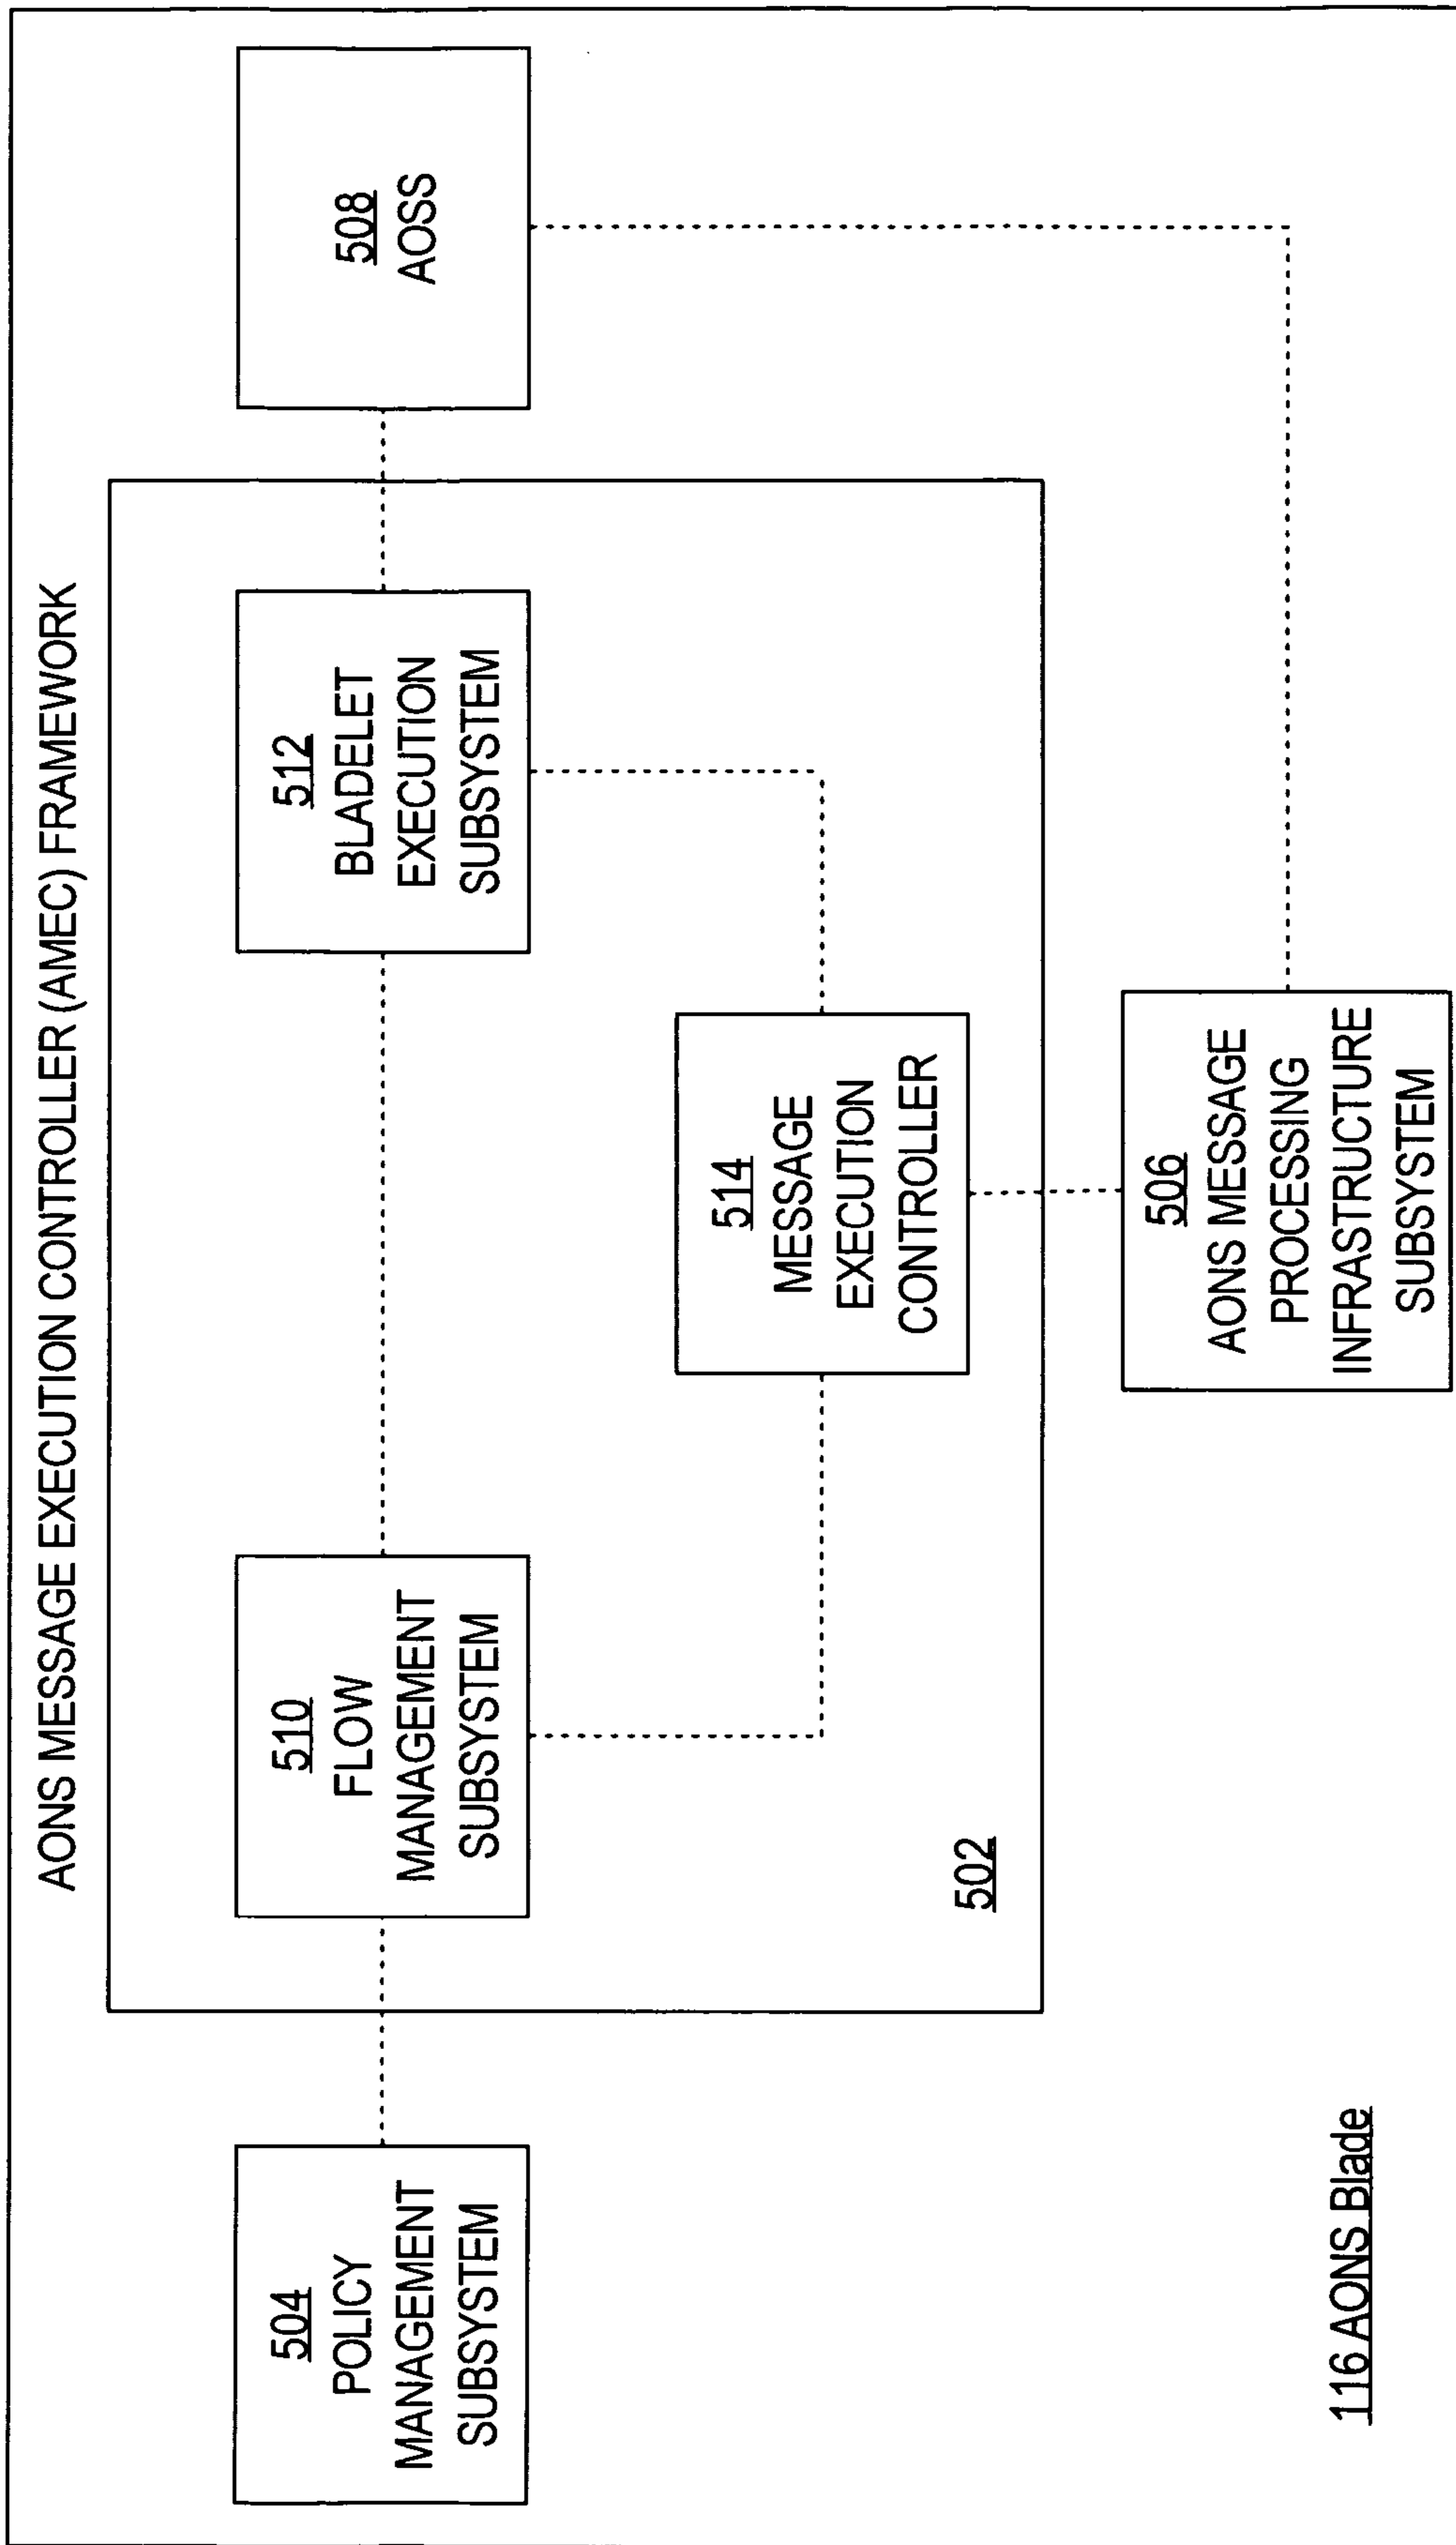 AONS MESSAGE EXECUTION CONTROLLER (AMEC) FRAMEWORK
504
POLICY
MANAGEMENT
SUBSYSTEM
510
FLOW
MANAGEMENT
SUBSYSTEM
512
BLADELET
EXECUTION
SUBSYSTEM
508
AOSS
514
MESSAGE
EXECUTION
CONTROLLER
502
506
AONS MESSAGE
PROCESSING
INFRASTRUCTURE
SUBSYSTEM
116 AONS Blade